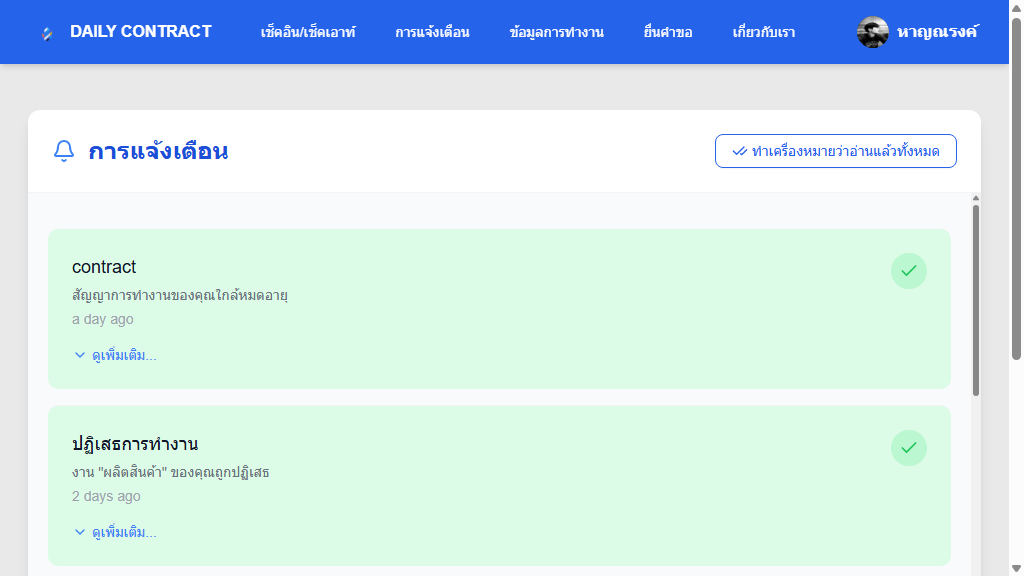 DAILY CONTRACT
เช็คอิน/เช็คเอาท์
การแจ้งเตือน
ข้อมูลการทำงาน
ยื่นคำขอ
เกี่ยวกับเรา
หาญณรงค์
การแจ้งเตือน
ทำเครื่องหมายว่าอ่านแล้วทั้งหมด
contract
สัญญาการทำงานของคุณใกล้หมดอายุ
a day ago
ดูเพิ่มเติม...
ปฏิเสธการทำงาน
งาน "ผลิตสินค้า" ของคุณถูกปฏิเสธ
2 days ago
ดูเพิ่มเติม...